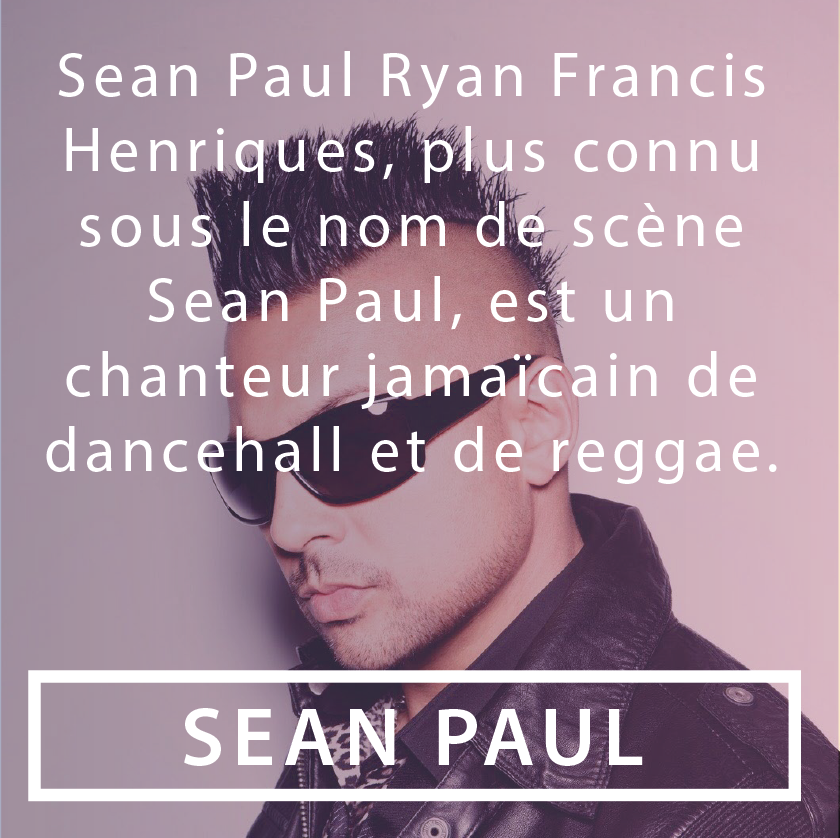 Sean Paul Ryan Francis
Henriques, plus connu
sous le nom de scène
Sean Paul, est un
chanteur jamaïcain de
dancehall et de reggae.
SEAN PAUL